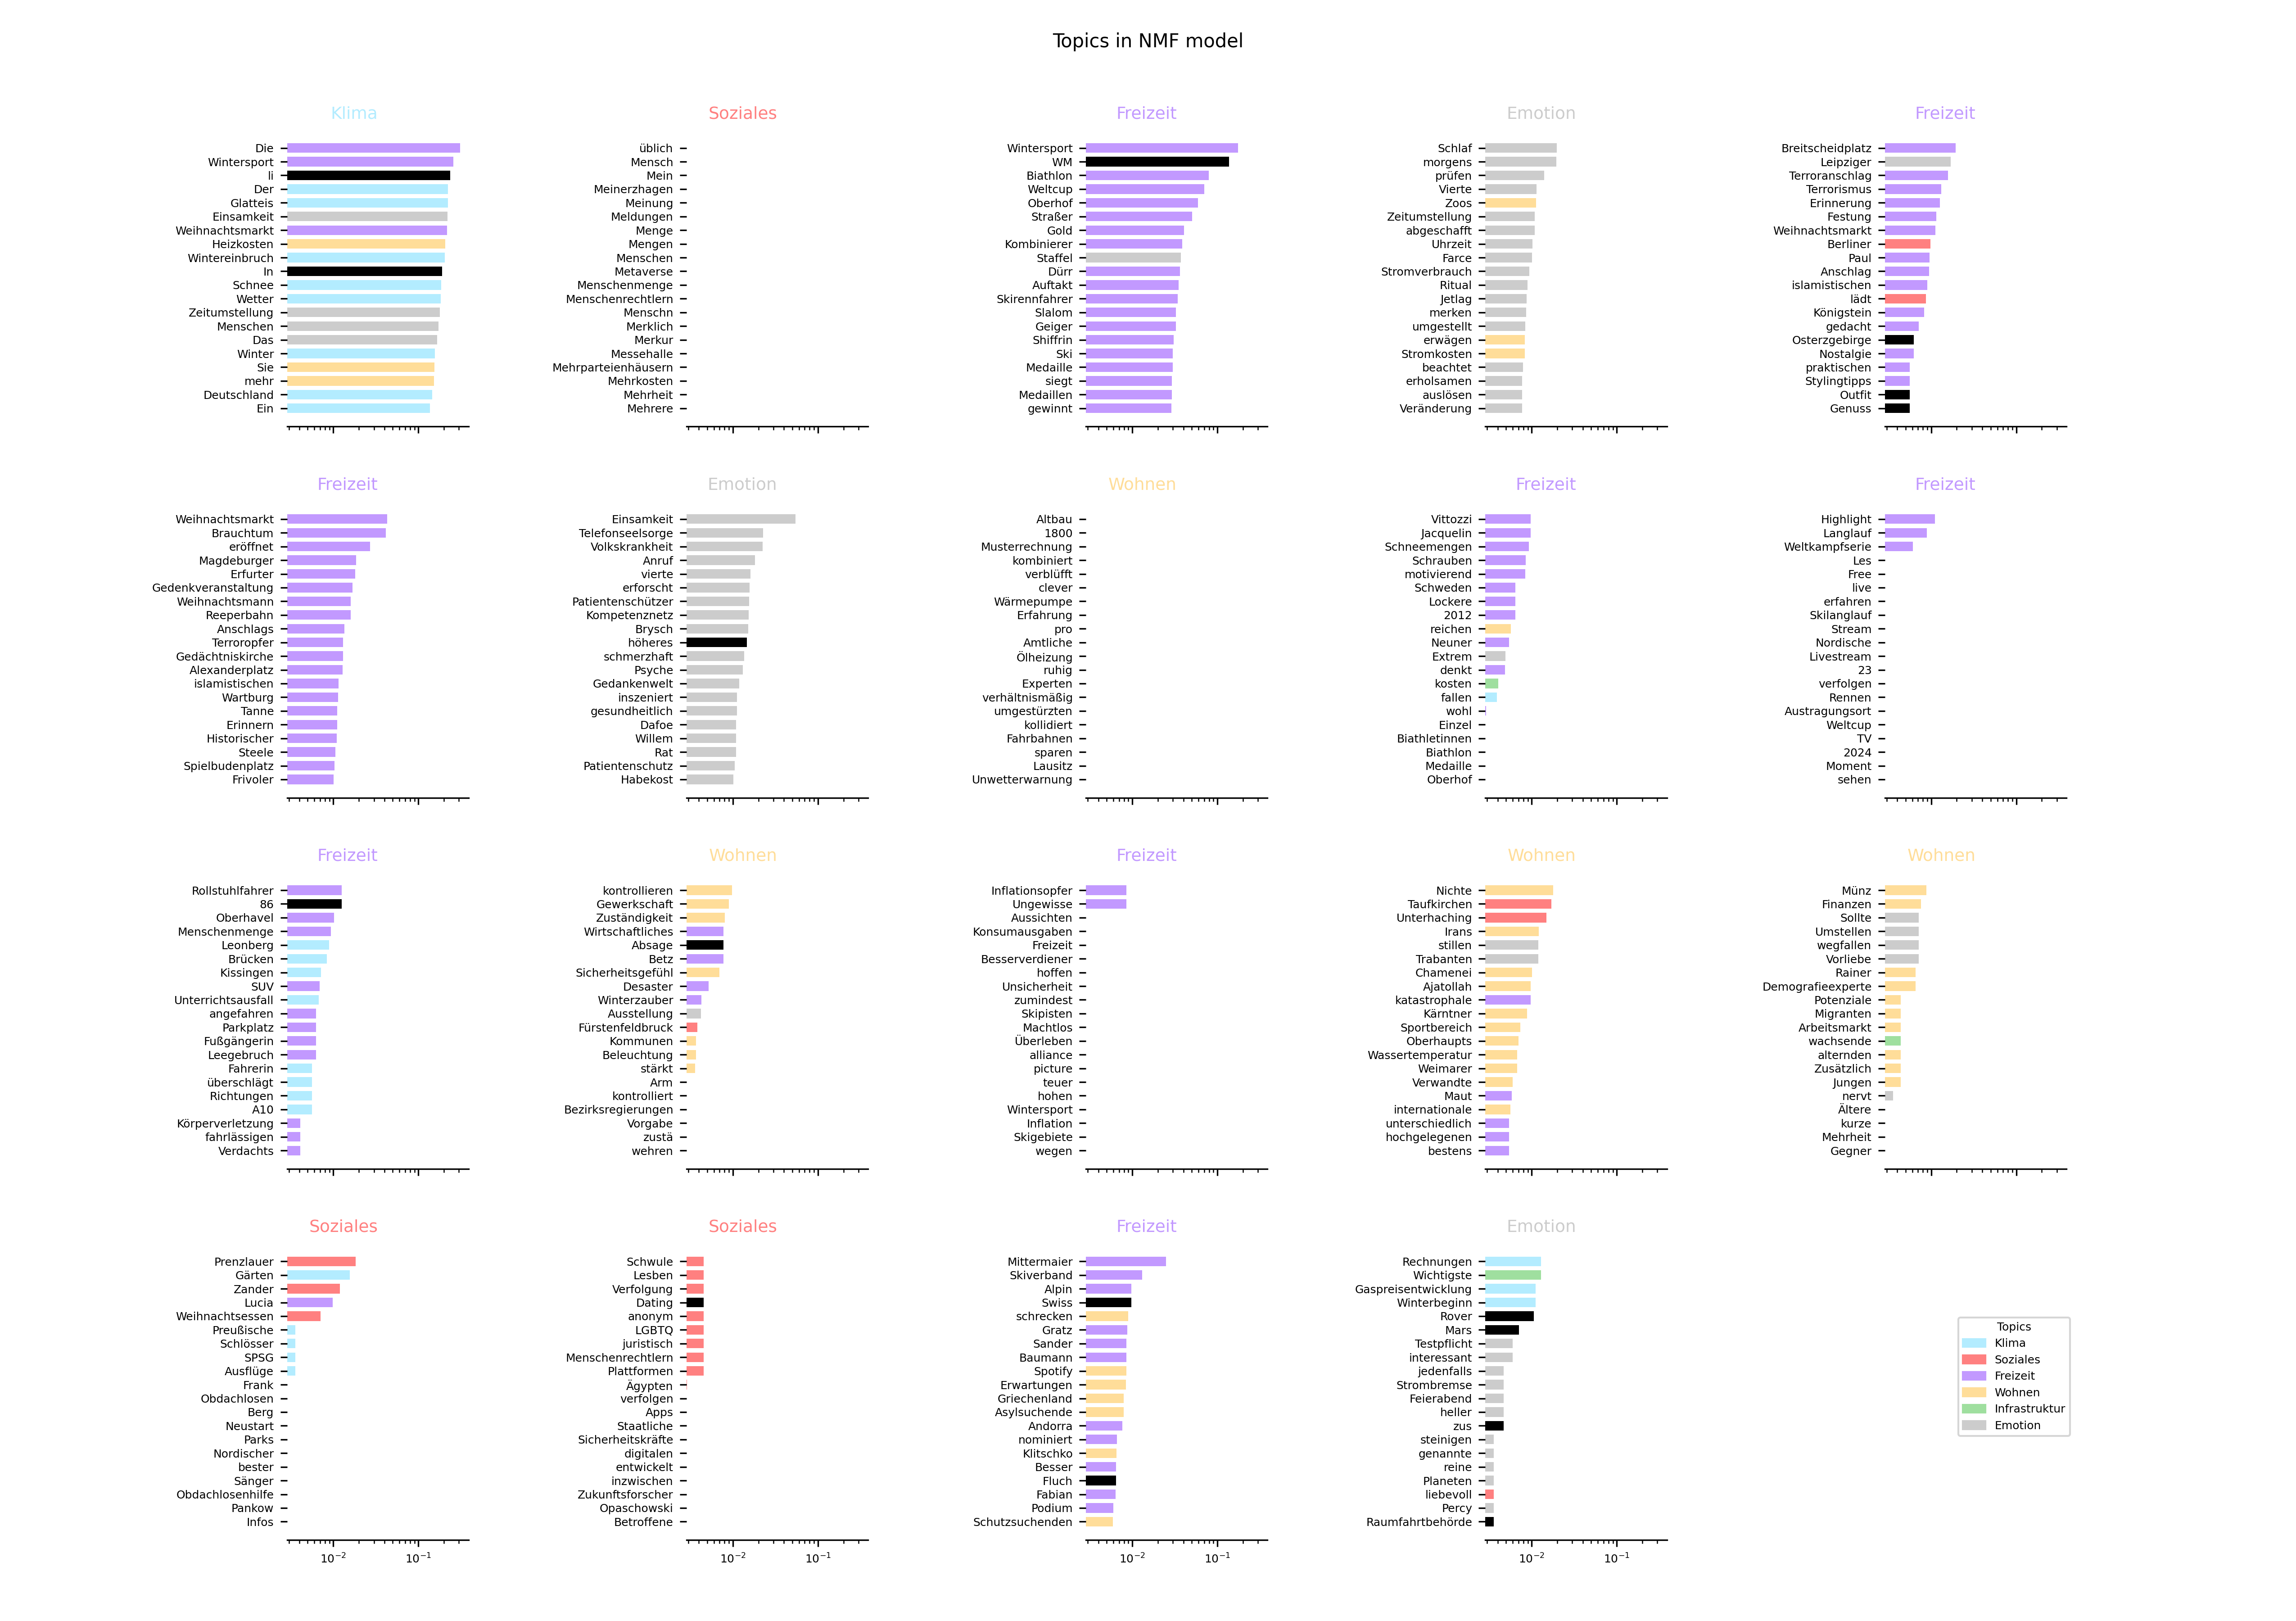 Topics in NMF model
Klima
Die
Wintersport
li
Der
Glatteis
Einsamkeit
Weihnachtsmarkt
Heizkosten
Wintereinbruch
In
Schnee
Wetter
Zeitumstellung
Menschen
Das
Winter
Sie
mehr
Deutschland
Ein
Soziales
üblich
Mensch
Mein
Meinerzhagen
Meinung
Meldungen
Menge
Mengen
Menschen
Metaverse
Menschenmenge
Menschenrechtlern
Menschn
Merklich
Merkur
Messehalle
Mehrparteienhäusern
Mehrkosten
Mehrheit
Mehrere
Freizeit
Wintersport
WM
Biathlon
Weltcup
Oberhof
Straßer
Gold
Kombinierer
Staffel
Dürr
Auftakt
Skirennfahrer
Slalom
Geiger
Shiffrin
Ski
Medaille
siegt
Medaillen
gewinnt
Emotion
Schlaf
morgens
prüfen
Vierte
Zoos
Zeitumstellung
abgeschafft
Uhrzeit
Farce
Stromverbrauch
Ritual
Jetlag
merken
umgestellt
erwägen
Stromkosten
beachtet
erholsamen
auslösen
Veränderung
Freizeit
Breitscheidplatz
Leipziger
Terroranschlag
Terrorismus
Erinnerung
Festung
Weihnachtsmarkt
Berliner
Paul
Anschlag
islamistischen
lädt
Königstein
gedacht
Osterzgebirge
Nostalgie
praktischen
Stylingtipps
Outfit
Genuss
Freizeit
Weihnachtsmarkt
Brauchtum
eröffnet
Magdeburger
Erfurter
Gedenkveranstaltung
Weihnachtsmann
Reeperbahn
Anschlags
Terroropfer
Gedächtniskirche
Alexanderplatz
islamistischen
Wartburg
Tanne
Erinnern
Historischer
Steele
Spielbudenplatz
Frivoler
Emotion
Einsamkeit
Telefonseelsorge
Volkskrankheit
Anruf
vierte
erforscht
Patientenschützer
Kompetenznetz
Brysch
höheres
schmerzhaft
Psyche
Gedankenwelt
inszeniert
gesundheitlich
Dafoe
Willem
Rat
Patientenschutz
Habekost
Wohnen
Altbau
1800
Musterrechnung
kombiniert
verblüfft
clever
Wärmepumpe
Erfahrung
pro
Amtliche
Ölheizung
ruhig
Experten
verhältnismäßig
umgestürzten
kollidiert
Fahrbahnen
sparen
Lausitz
Unwetterwarnung
Freizeit
Vittozzi
Jacquelin
Schneemengen
Schrauben
motivierend
Schweden
Lockere
2012
reichen
Neuner
Extrem
denkt
kosten
fallen
wohl
Einzel
Biathletinnen
Biathlon
Medaille
Oberhof
Freizeit
Highlight
Langlauf
Weltkampfserie
Les
Free
live
erfahren
Skilanglauf
Stream
Nordische
Livestream
23
verfolgen
Rennen
Austragungsort
Weltcup
TV
2024
Moment
sehen
Freizeit
Rollstuhlfahrer
86
Oberhavel
Menschenmenge
Leonberg
Brücken
Kissingen
SUV
Unterrichtsausfall
angefahren
Parkplatz
Fußgängerin
Leegebruch
Fahrerin
überschlägt
Richtungen
A10
Körperverletzung
fahrlässigen
Verdachts
Wohnen
kontrollieren
Gewerkschaft
Zuständigkeit
Wirtschaftliches
Absage
Betz
Sicherheitsgefühl
Desaster
Winterzauber
Ausstellung
Fürstenfeldbruck
Kommunen
Beleuchtung
stärkt
Arm
kontrolliert
Bezirksregierungen
Vorgabe
zustä
wehren
Freizeit
Inflationsopfer
Ungewisse
Aussichten
Konsumausgaben
Freizeit
Besserverdiener
hoffen
Unsicherheit
zumindest
Skipisten
Machtlos
Überleben
alliance
picture
teuer
hohen
Wintersport
Inflation
Skigebiete
wegen
Wohnen
Nichte
Taufkirchen
Unterhaching
Irans
stillen
Trabanten
Chamenei
Ajatollah
katastrophale
Kärntner
Sportbereich
Oberhaupts
Wassertemperatur
Weimarer
Verwandte
Maut
internationale
unterschiedlich
hochgelegenen
bestens
Wohnen
Münz
Finanzen
Sollte
Umstellen
wegfallen
Vorliebe
Rainer
Demografieexperte
Potenziale
Migranten
Arbeitsmarkt
wachsende
alternden
Zusätzlich
Jungen
nervt
Ältere
kurze
Mehrheit
Gegner
Soziales
Prenzlauer
Gärten
Zander
Lucia
Weihnachtsessen
Preußische
Schlösser
SPSG
Ausflüge
Frank
Obdachlosen
Berg
Neustart
Parks
Nordischer
bester
Sänger
Obdachlosenhilfe
Pankow
Infos
10⁻² 10⁻¹
Soziales
Schwule
Lesben
Verfolgung
Dating
anonym
LGBTQ
juristisch
Menschenrechtlern
Plattformen
Ägypten
verfolgen
Apps
Staatliche
Sicherheitskräfte
digitalen
entwickelt
inzwischen
Zukunftsforscher
Opaschowski
Betroffene
10⁻² 10⁻¹
Freizeit
Mittermaier
Skiverband
Alpin
Swiss
schrecken
Gratz
Sander
Baumann
Spotify
Erwartungen
Griechenland
Asylsuchende
Andorra
nominiert
Klitschko
Besser
Fluch
Fabian
Podium
Schutzsuchenden
10⁻² 10⁻¹
Emotion
Rechnungen
Wichtigste
Gaspreisentwicklung
Winterbeginn
Rover
Mars
Testpflicht
interessant
jedenfalls
Strombremse
Feierabend
heller
zus
steinigen
genannte
reine
Planeten
liebevoll
Percy
Raumfahrtbehörde
10⁻² 10⁻¹
Topics
Klima
Soziales
Freizeit
Wohnen
Infrastruktur
Emotion